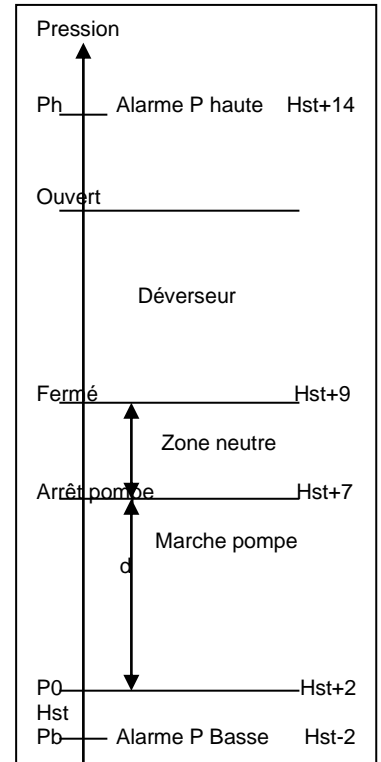 Pression
Ph Alarme P haute Hst+14
Ouvert
Déverseur
Fermé Hst+9
Zone neutre
Arrêt pompe Hst+7
Marche pompe
d
P0 Hst+2
Hst
Pb Alarme P Basse Hst-2